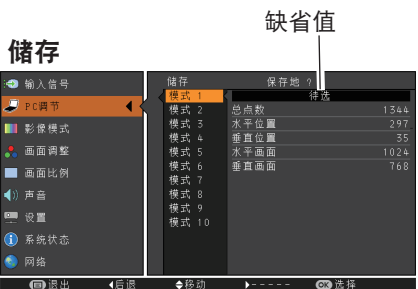 缺省值
储存
输入信号
PC调节
影像模式
画面调整
画面比例
声音
设置
系统状态
网络
储存 保存地 ?
模式 1 待选
模式 2 总点数 1344
模式 3 水平位置 297
模式 4 垂直位置 35
模式 5 水平画面 1024
模式 6 垂直画面 768
模式 7
模式 8
模式 9
模式 10
退出 后退 移动 ----- OK 选择